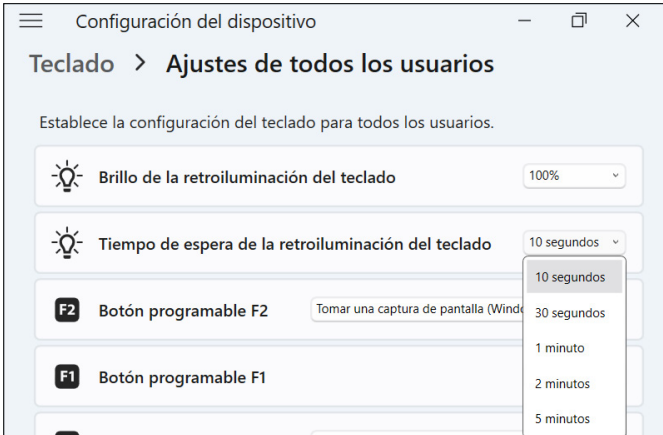 Configuración del dispositivo
Teclado > Ajustes de todos los usuarios
Establece la configuración del teclado para todos los usuarios.
Brillo de la retroiluminación del teclado
100%
Tiempo de espera de la retroiluminación del teclado
10 segundos
10 segundos
F2 Botón programable F2
Tomar una captura de pantalla
30 segundos
1 minuto
F1 Botón programable F1
2 minutos
5 minutos